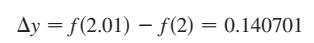 Δy = f(2.01) − f(2) = 0.140701